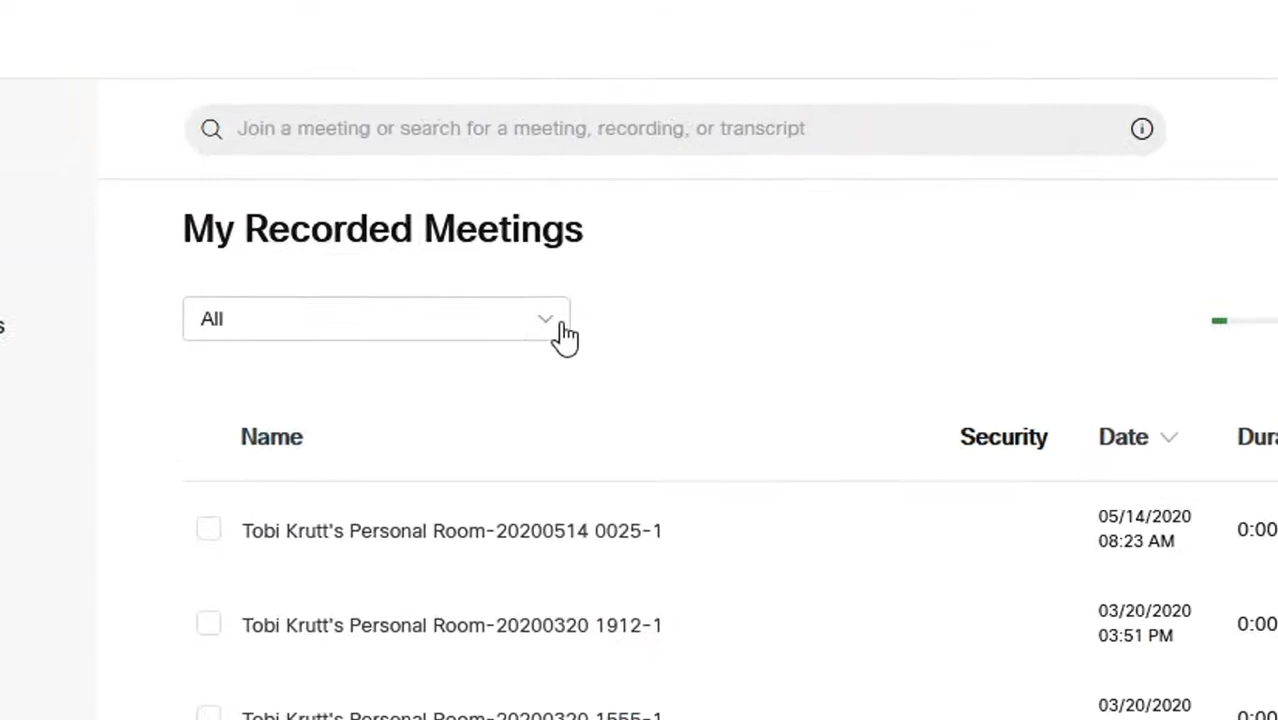 Join a meeting or search for a meeting, recording, or transcript
My Recorded Meetings
All
Name Security Date
Tobi Krutt's Personal Room-20200514 0025-1 05/14/2020 0:00
08:23 AM
Tobi Krutt's Personal Room-20200320 1912-1 03/20/2020 0:00
03:51 PM
Tobi Krutt's Personal Room-20200320 1555-1 03/20/2020 0:00